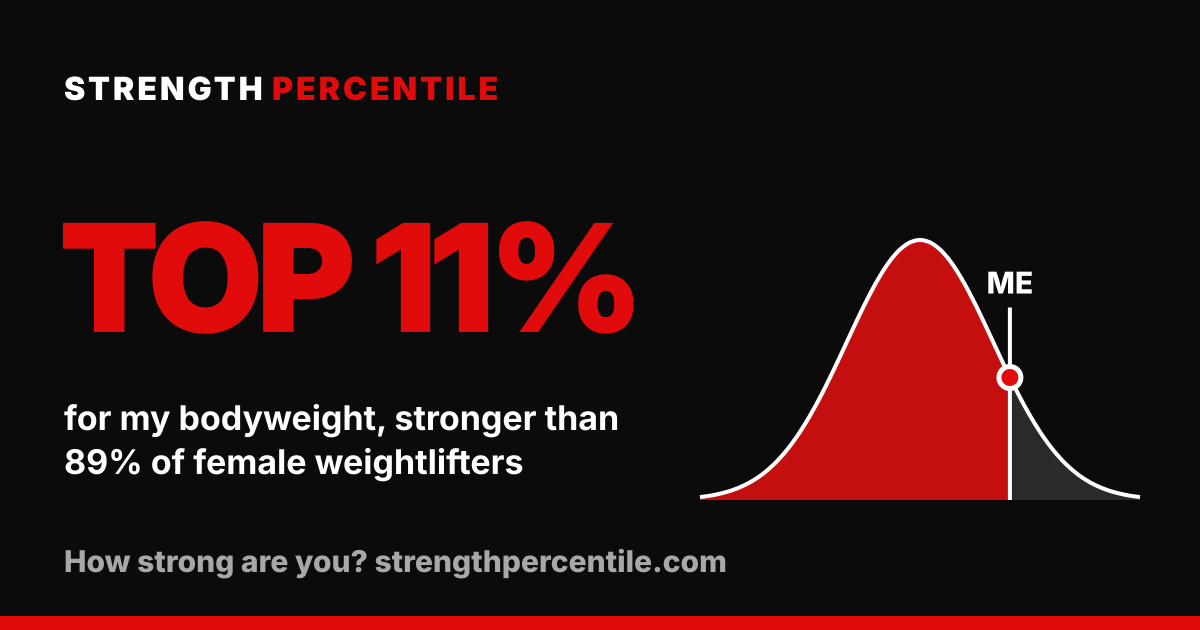 STRENGTH PERCENTILE
TOP 11%
ME
for my bodyweight, stronger than
89% of female weightlifters
How strong are you? strengthpercentile.com